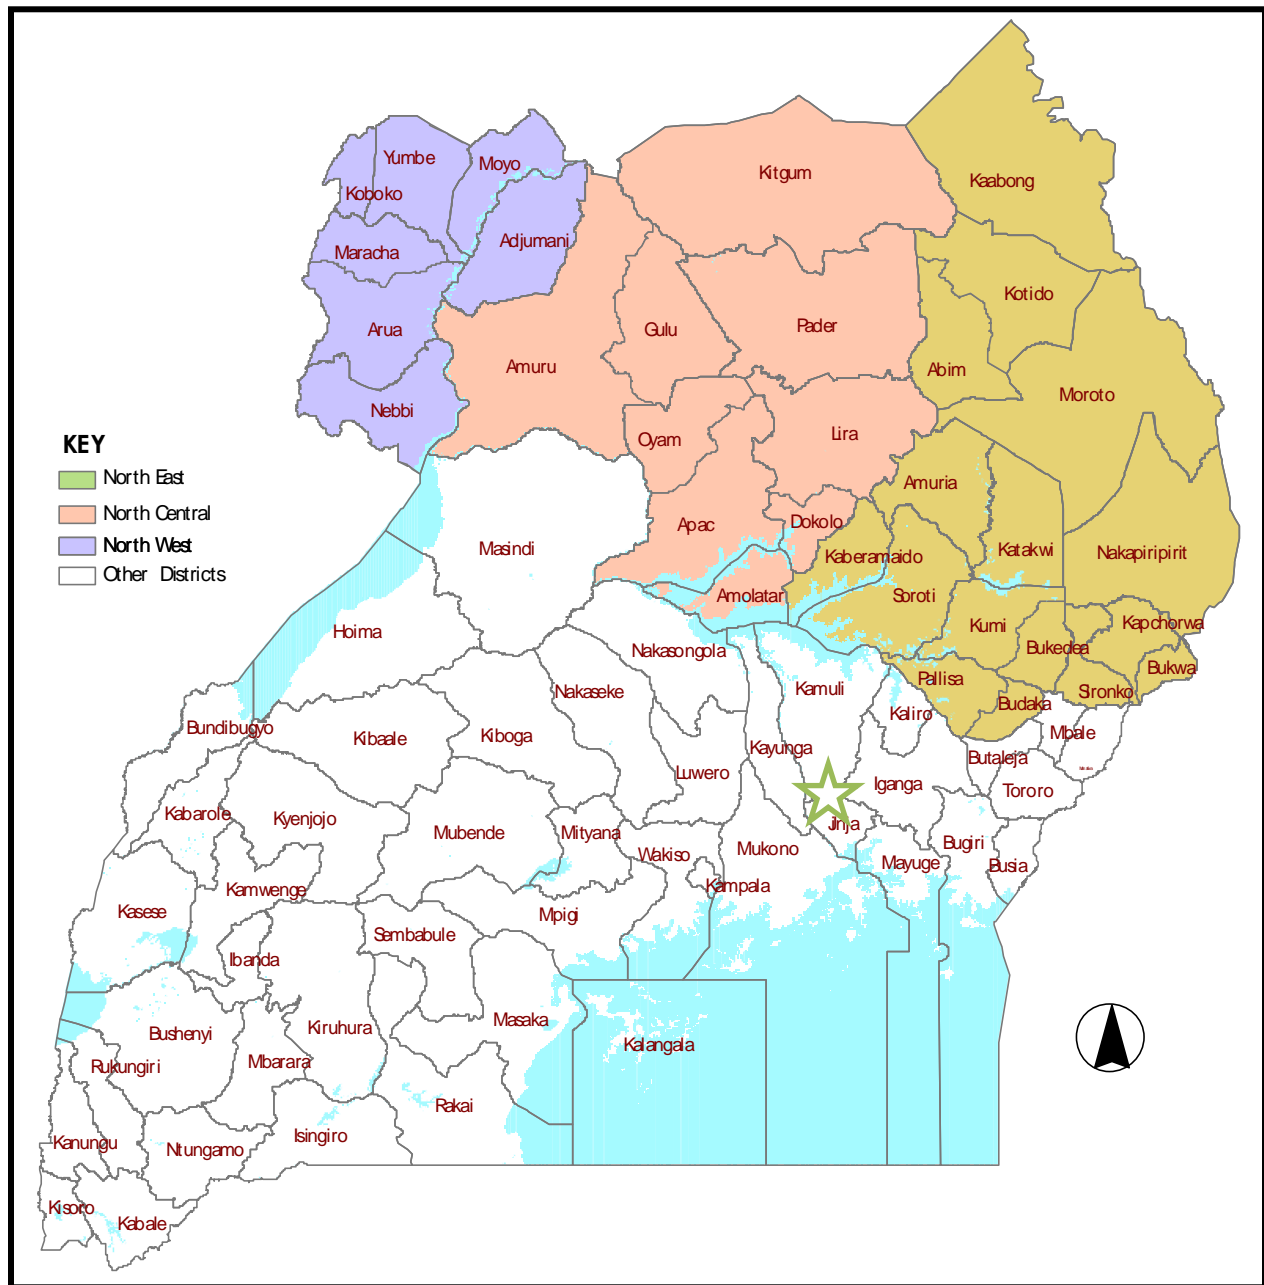 Kitgum
Kaabong
Yumbe
Moyo
Koboko
Adjumani
Maracha
Kotido
Arua
Gulu
Pader
Amuru
Abim
Moroto
Nebbi
Oyam
Lira
KEY
North East
North Central
North West
Other Districts
Amuria
Apac
Dokolo
Masindi
Kaberamaido
Katakwi
Nakapiripirit
Amolatar
Soroti
Hoima
Kumi
Kapchorwa
Nakasongola
Bukedea
Bukwa
Pallisa
Nakaseke
Kamuli
Sironko
Budaka
Kaliro
Bundibugyo
Kibaale
Kiboga
Kayunga
Mbale
Butaleja
Luwero
Iganga
Tororo
Kabarole
Kyenjojo
Mubende
Mityana
Jinja
Mukono
Wakiso
Bugiri
Mayuge
Busia
Kamwenge
Kampala
Kasese
Mpigi
Sembabule
Ibanda
Masaka
Kiruhura
Bushenyi
Kalangala
Rukungiri
Mbarara
Rakai
Isingiro
Kanungu
Ntungamo
Kisoro
Kabale